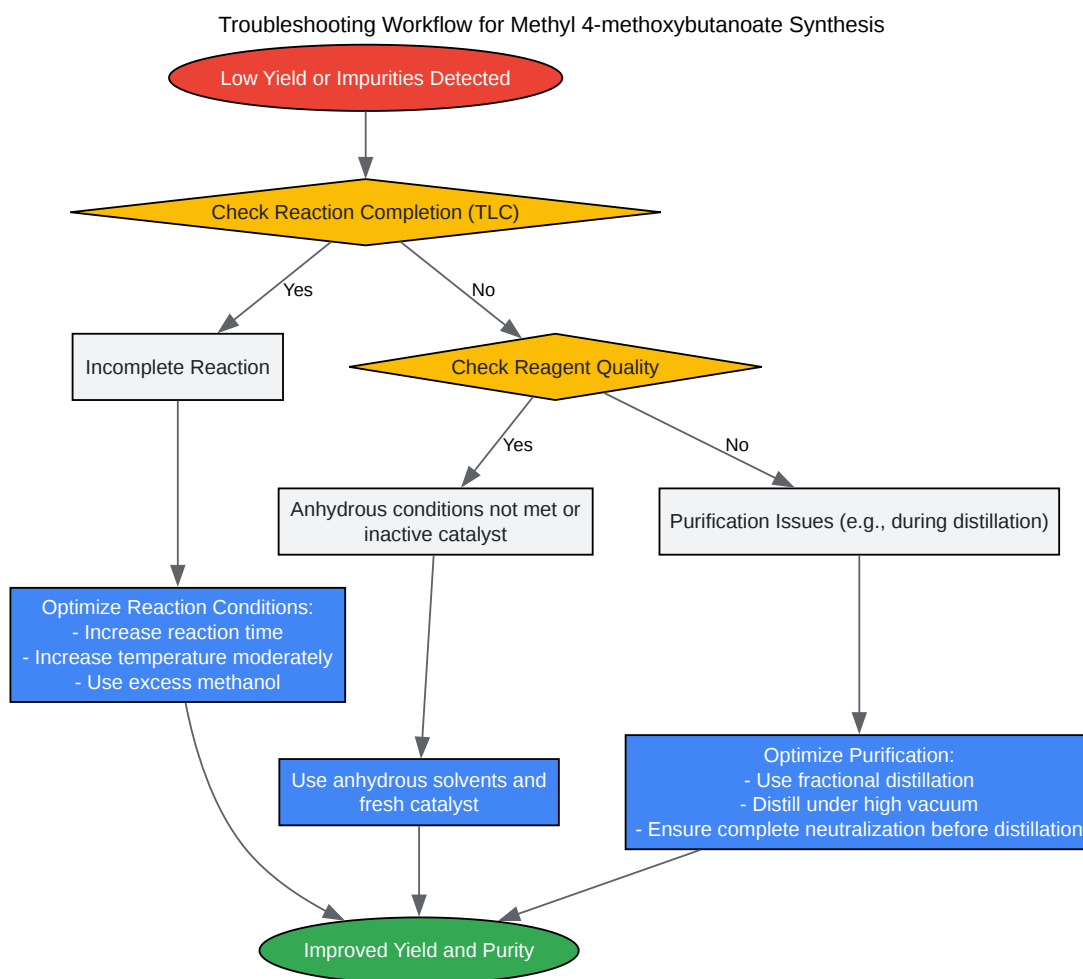 Troubleshooting Workflow for Methyl 4-methoxybutanoate Synthesis
Low Yield or Impurities Detected
Check Reaction Completion (TLC)
Yes
No
Incomplete Reaction
Check Reagent Quality
Yes
No
Anhydrous conditions not met or
inactive catalyst
Purification Issues (e.g., during distillation)
Optimize Reaction Conditions:
- Increase reaction time
- Increase temperature moderately
- Use excess methanol
Use anhydrous solvents and
fresh catalyst
Optimize Purification:
- Use fractional distillation
- Distill under high vacuum
- Ensure complete neutralization before distillation
Improved Yield and Purity